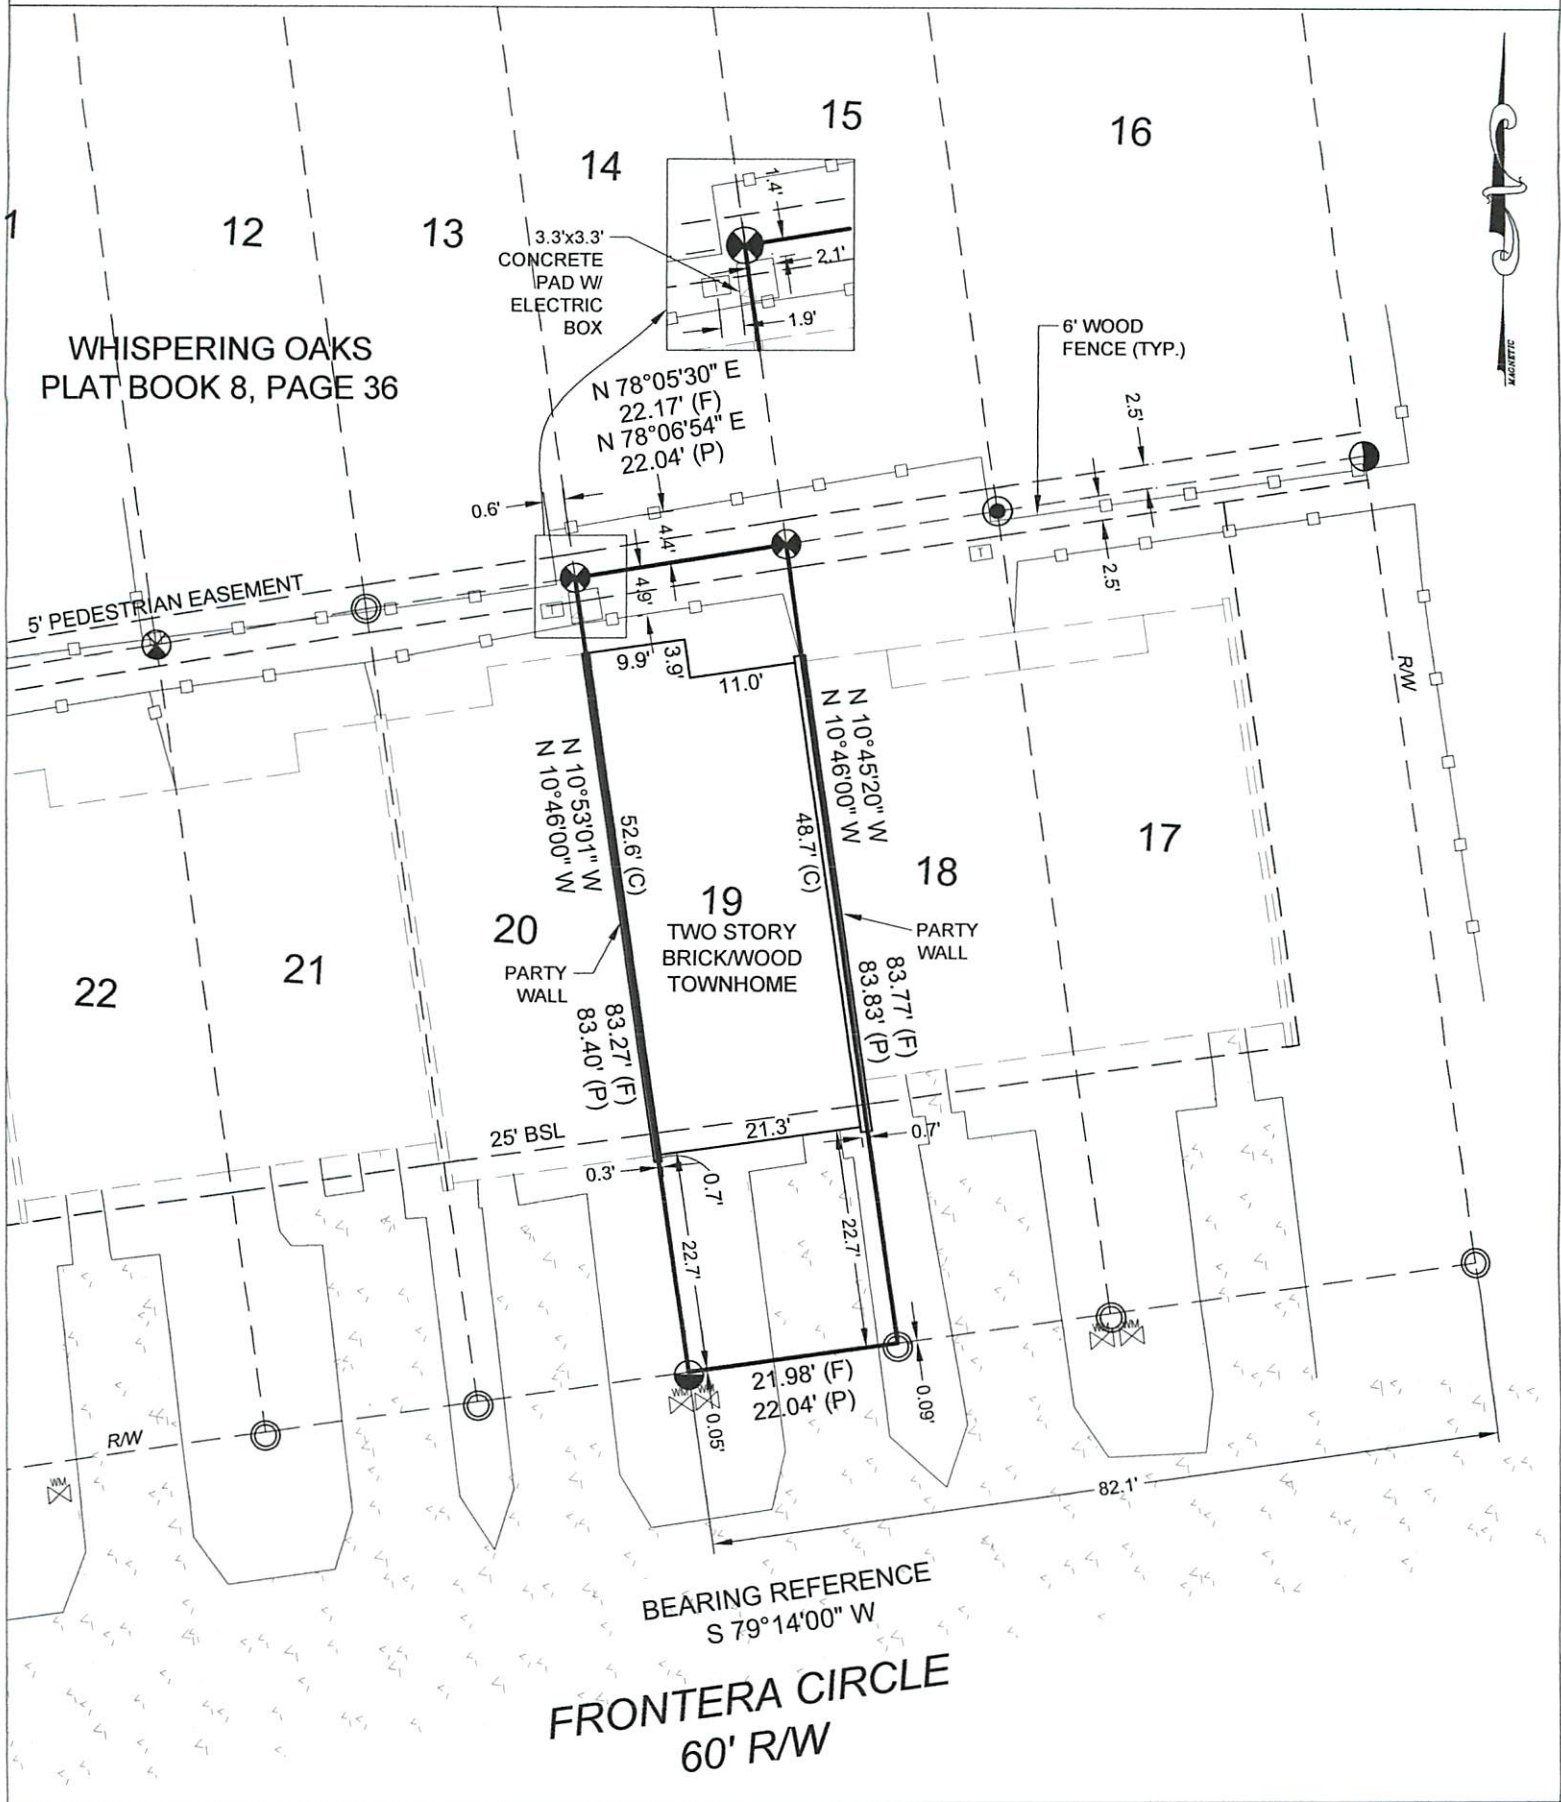 15
16
14
1
12
13
3.3'x3.3'
CONCRETE
PAD W/
ELECTRIC
BOX
1.4'
2.1'
1.9'
T
MAGNETIC
WHISPERING OAKS
PLAT BOOK 8, PAGE 36
6' WOOD
FENCE (TYP.)
N 78°05'30" E
22.17' (F)
N 78°06'54" E
22.04' (P)
2.5'
0.6'
4.4'
4.9'
T
T
2.5'
5' PEDESTRIAN EASEMENT
9.9'
3.9'
11.0'
R/W
N 10°53'01" W
N 10°46'00" W
52.6' (C)
48.7' (C)
N 10°45'20" W
N 10°46'00" W
17
18
19
TWO STORY
BRICK/WOOD
TOWNHOME
20
PARTY
WALL
PARTY
WALL
21
22
83.27' (F)
83.40' (P)
83.77' (F)
83.83' (P)
25' BSL
21.3'
0.7'
0.3'
0.7'
22.7'
22.7'
21.98' (F)
22.04' (P)
0.05'
0.09'
WM
WM
WM
WM
WM
R/W
82.1'
BEARING REFERENCE
S 79°14'00" W
FRONTERA CIRCLE
60' R/W